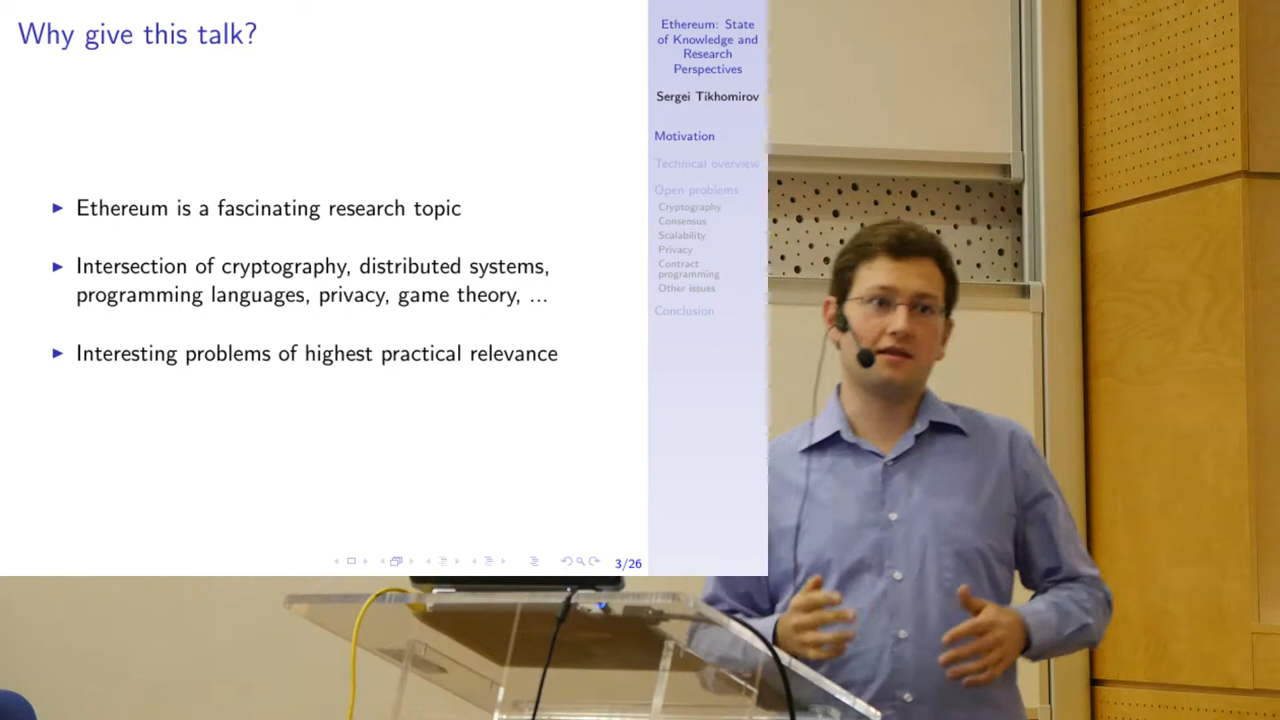 Why give this talk?
Ethereum is a fascinating research topic
Intersection of cryptography, distributed systems,
programming languages, privacy, game theory, ...
Interesting problems of highest practical relevance
3/26
Ethereum: State
of Knowledge and
Research
Perspectives
Sergei Tikhomirov
Motivation
Technical overview
Open problems
Cryptography
Consensus
Scalability
Privacy
Contract
programming
Other issues
Conclusion